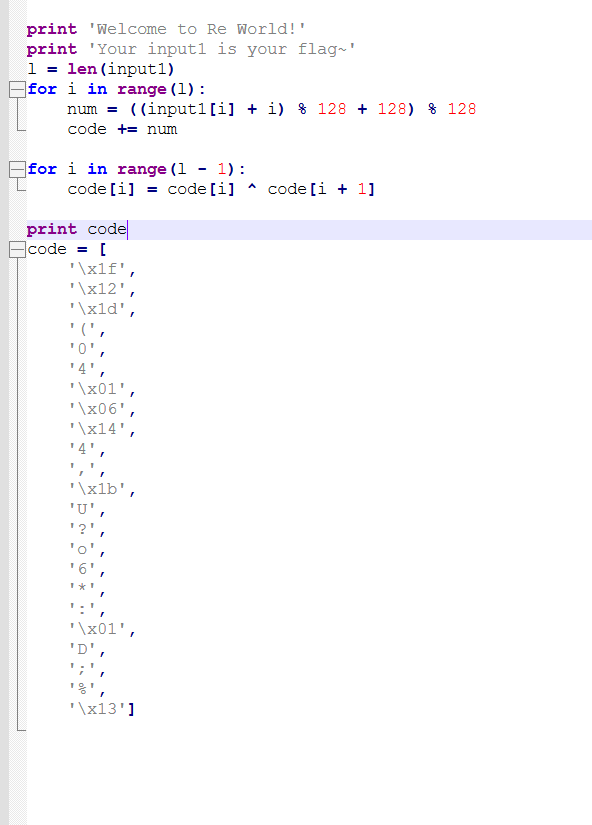 print 'Welcome to Re World!'
print 'Your input1 is your flag~'
l = len(input1)
for i in range(l):
    num = ((input1[i] + i) % 128 + 128) % 128
    code += num

for i in range(l - 1):
    code[i] = code[i] ^ code[i + 1]

print code
code = [
    '\x1f',
    '\x12',
    '\x1d',
    '(',
    '0',
    '4',
    '\x01',
    '\x06',
    '\x14',
    '4',
    ',',
    '\x1b',
    'U',
    '?',
    'o',
    '6',
    '*',
    ':',
    '\x01',
    'D',
    ';',
    '%',
    '\x13']